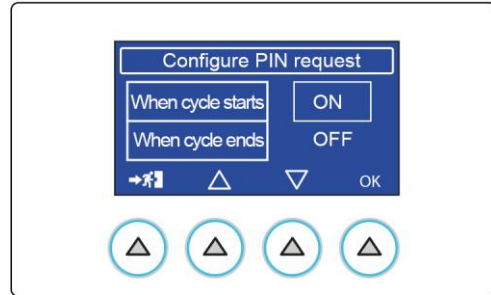 Configure PIN request
When cycle starts ON
When cycle ends OFF
OK